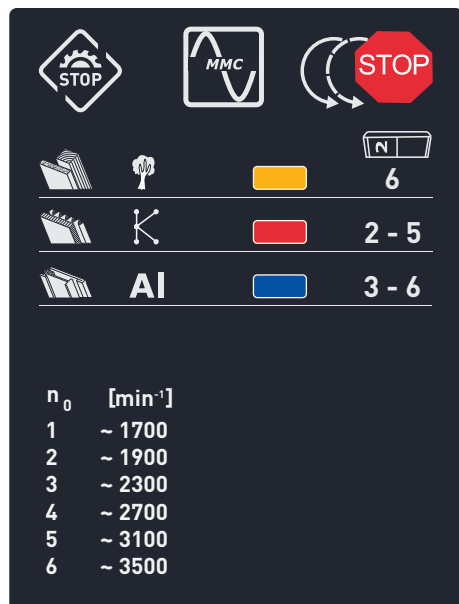 STOP MMC STOP
2
6
2 - 5
Al 3 - 6
n0 [min-1]
1 ~ 1700
2 ~ 1900
3 ~ 2300
4 ~ 2700
5 ~ 3100
6 ~ 3500